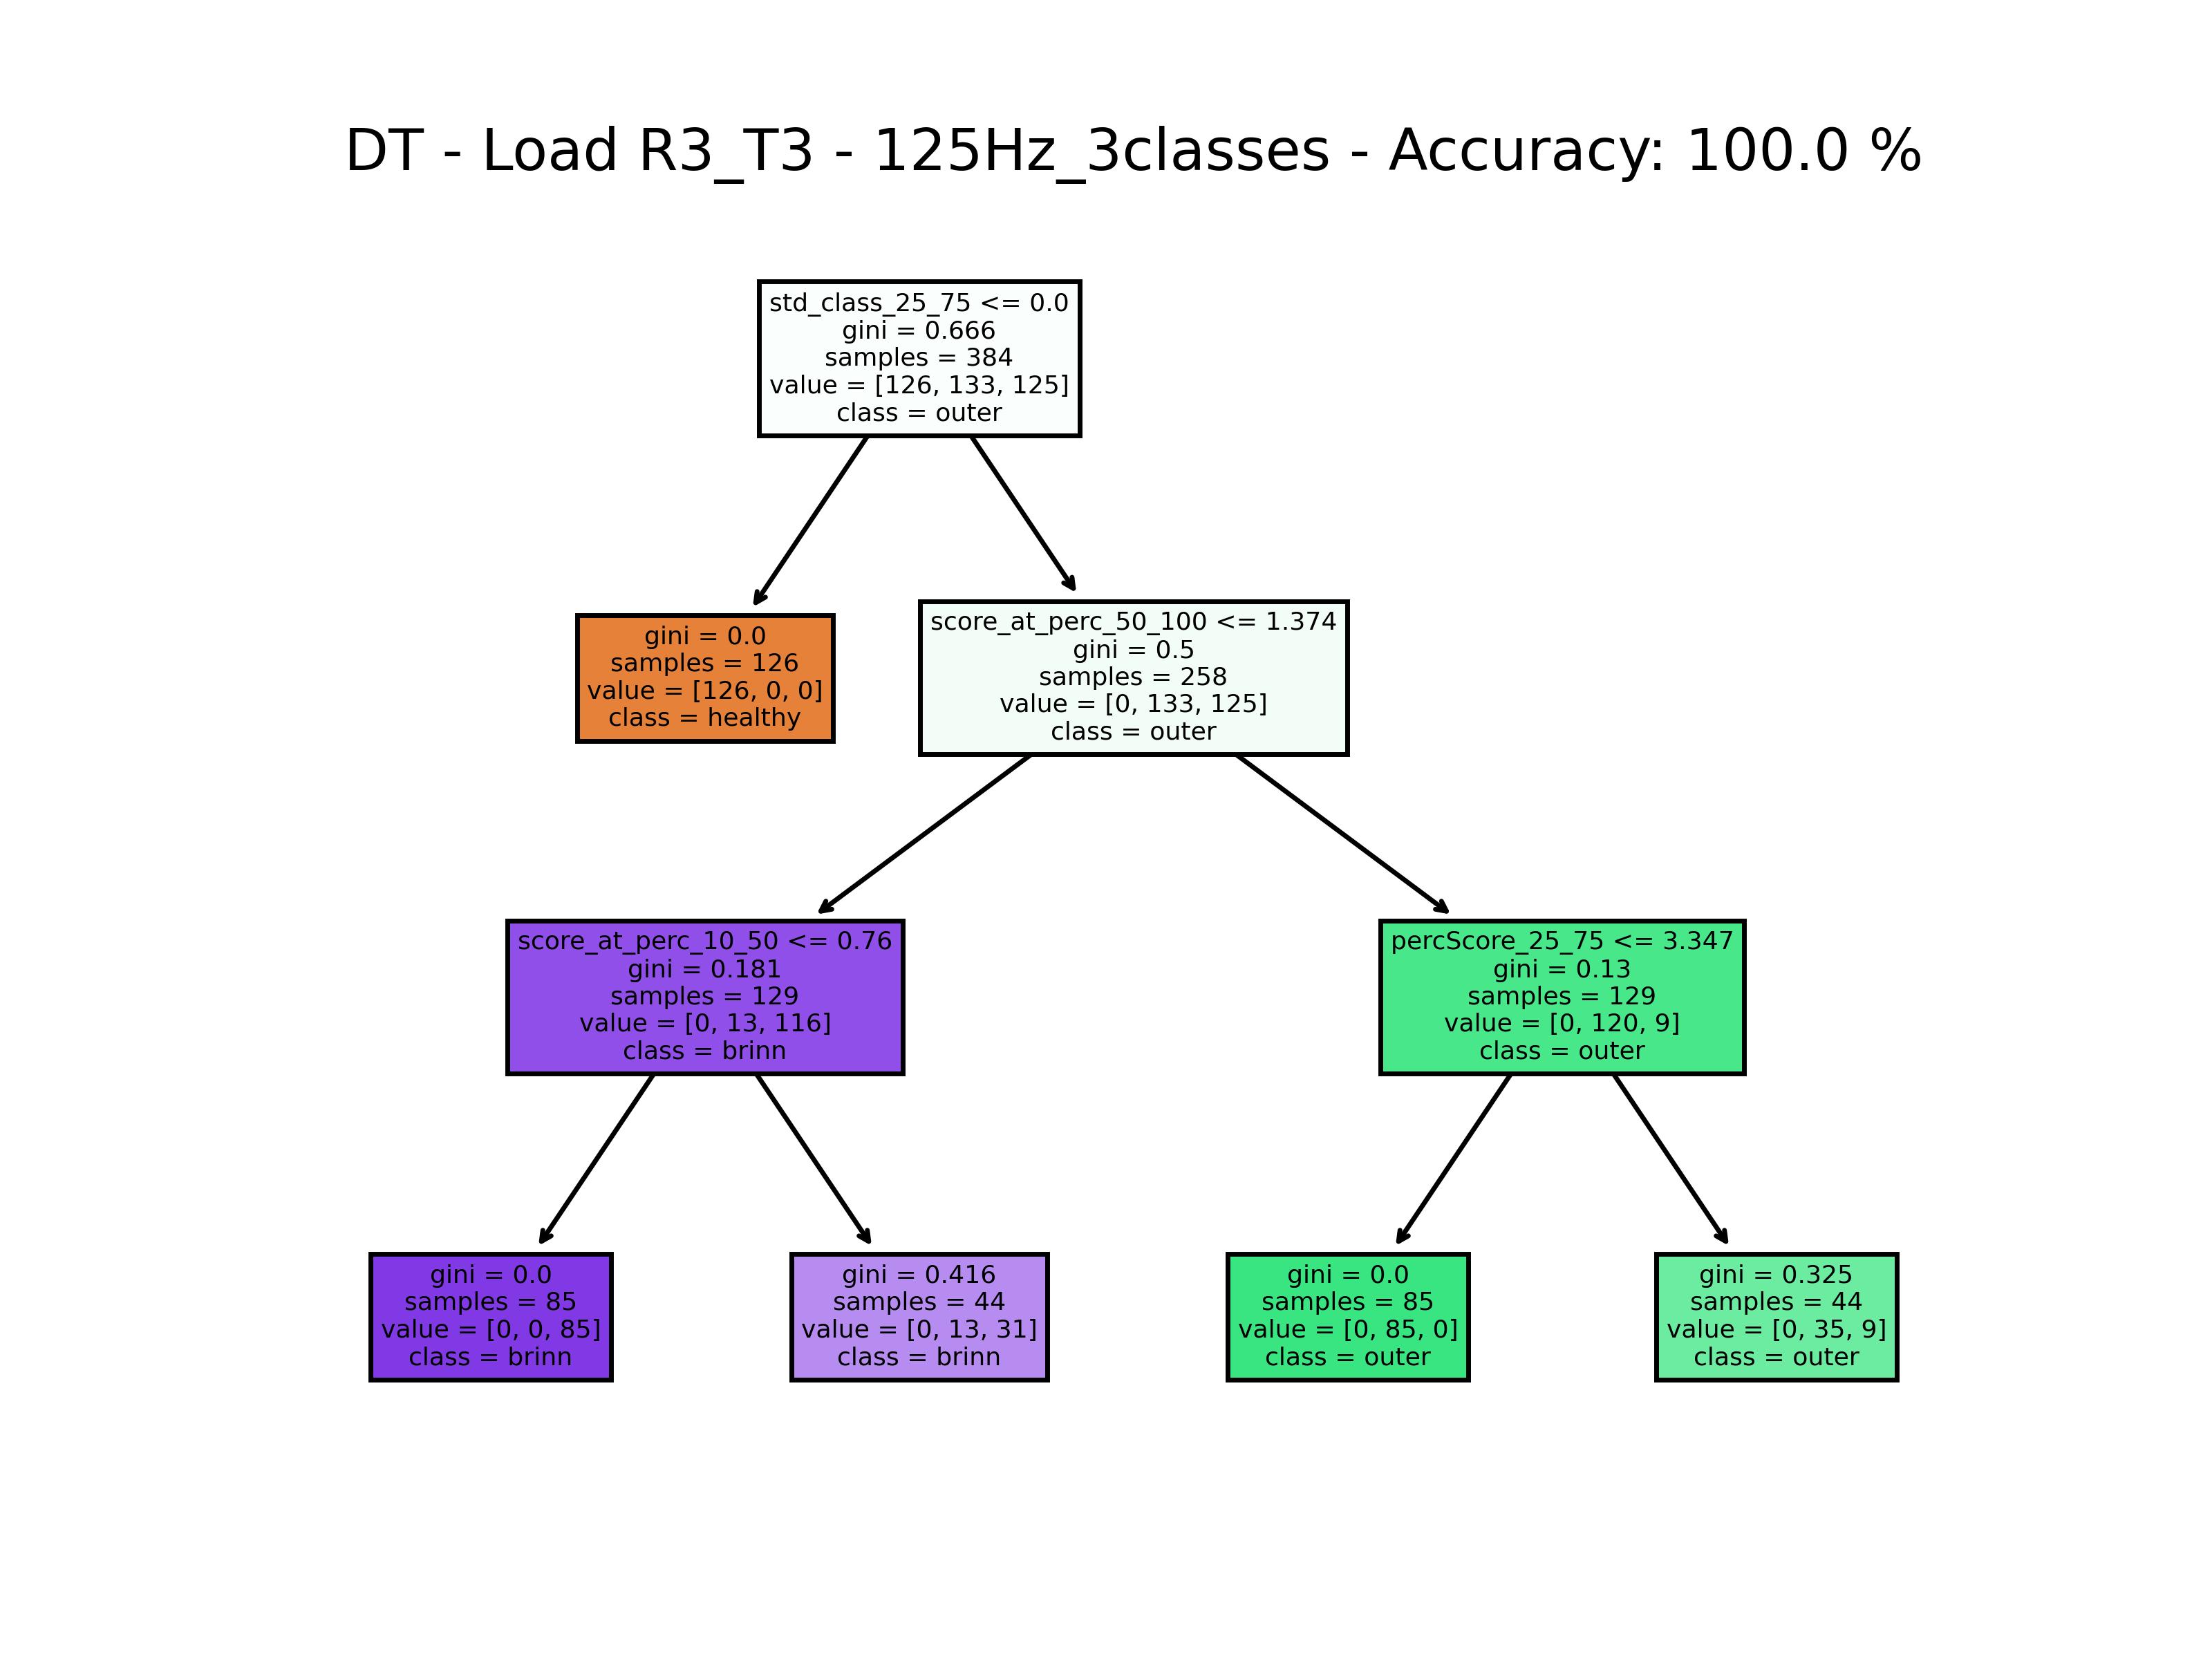 DT - Load R3_T3 - 125Hz_3classes - Accuracy: 100.0 %
std_class_25_75 <= 0.0
gini = 0.666
samples = 384
value = [126, 133, 125]
class = outer
gini = 0.0
samples = 126
value = [126, 0, 0]
class = healthy
score_at_perc_50_100 <= 1.374
gini = 0.5
samples = 258
value = [0, 133, 125]
class = outer
score_at_perc_10_50 <= 0.76
gini = 0.181
samples = 129
value = [0, 13, 116]
class = brinn
percScore_25_75 <= 3.347
gini = 0.13
samples = 129
value = [0, 120, 9]
class = outer
gini = 0.0
samples = 85
value = [0, 0, 85]
class = brinn
gini = 0.416
samples = 44
value = [0, 13, 31]
class = brinn
gini = 0.0
samples = 85
value = [0, 85, 0]
class = outer
gini = 0.325
samples = 44
value = [0, 35, 9]
class = outer